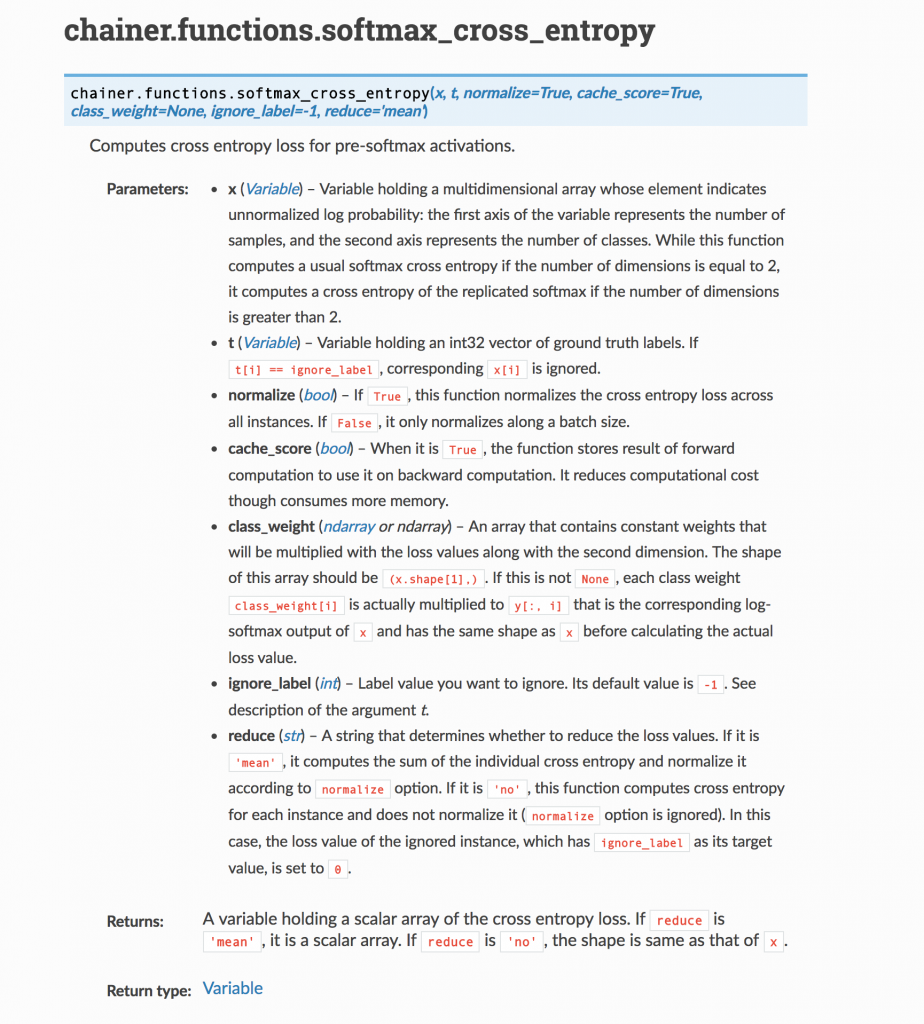 chainer.functions.softmax_cross_entropy
chainer.functions.softmax_cross_entropy(x, t, normalize=True, cache_score=True,
class_weight=None, ignore_label=-1, reduce='mean')
Computes cross entropy loss for pre-softmax activations.
Parameters:
• x (Variable) – Variable holding a multidimensional array whose element indicates
unnormalized log probability: the first axis of the variable represents the number of
samples, and the second axis represents the number of classes. While this function
computes a usual softmax cross entropy if the number of dimensions is equal to 2,
it computes a cross entropy of the replicated softmax if the number of dimensions
is greater than 2.
• t (Variable) – Variable holding an int32 vector of ground truth labels. If
t[i] == ignore_label , corresponding x[i] is ignored.
• normalize (bool) – If True , this function normalizes the cross entropy loss across
all instances. If False , it only normalizes along a batch size.
• cache_score (bool) – When it is True , the function stores result of forward
computation to use it on backward computation. It reduces computational cost
though consumes more memory.
• class_weight (ndarray or ndarray) – An array that contains constant weights that
will be multiplied with the loss values along with the second dimension. The shape
of this array should be (x.shape[1],) . If this is not None , each class weight
class_weight[i] is actually multiplied to y[:, i] that is the corresponding log-
softmax output of x and has the same shape as x before calculating the actual
loss value.
• ignore_label (int) – Label value you want to ignore. Its default value is -1 . See
description of the argument t.
• reduce (str) – A string that determines whether to reduce the loss values. If it is
'mean' , it computes the sum of the individual cross entropy and normalize it
according to normalize option. If it is 'no' , this function computes cross entropy
for each instance and does not normalize it ( normalize option is ignored). In this
case, the loss value of the ignored instance, which has ignore_label as its target
value, is set to 0 .
Returns:
A variable holding a scalar array of the cross entropy loss. If reduce is
'mean' , it is a scalar array. If reduce is 'no' , the shape is same as that of x .
Return type: Variable